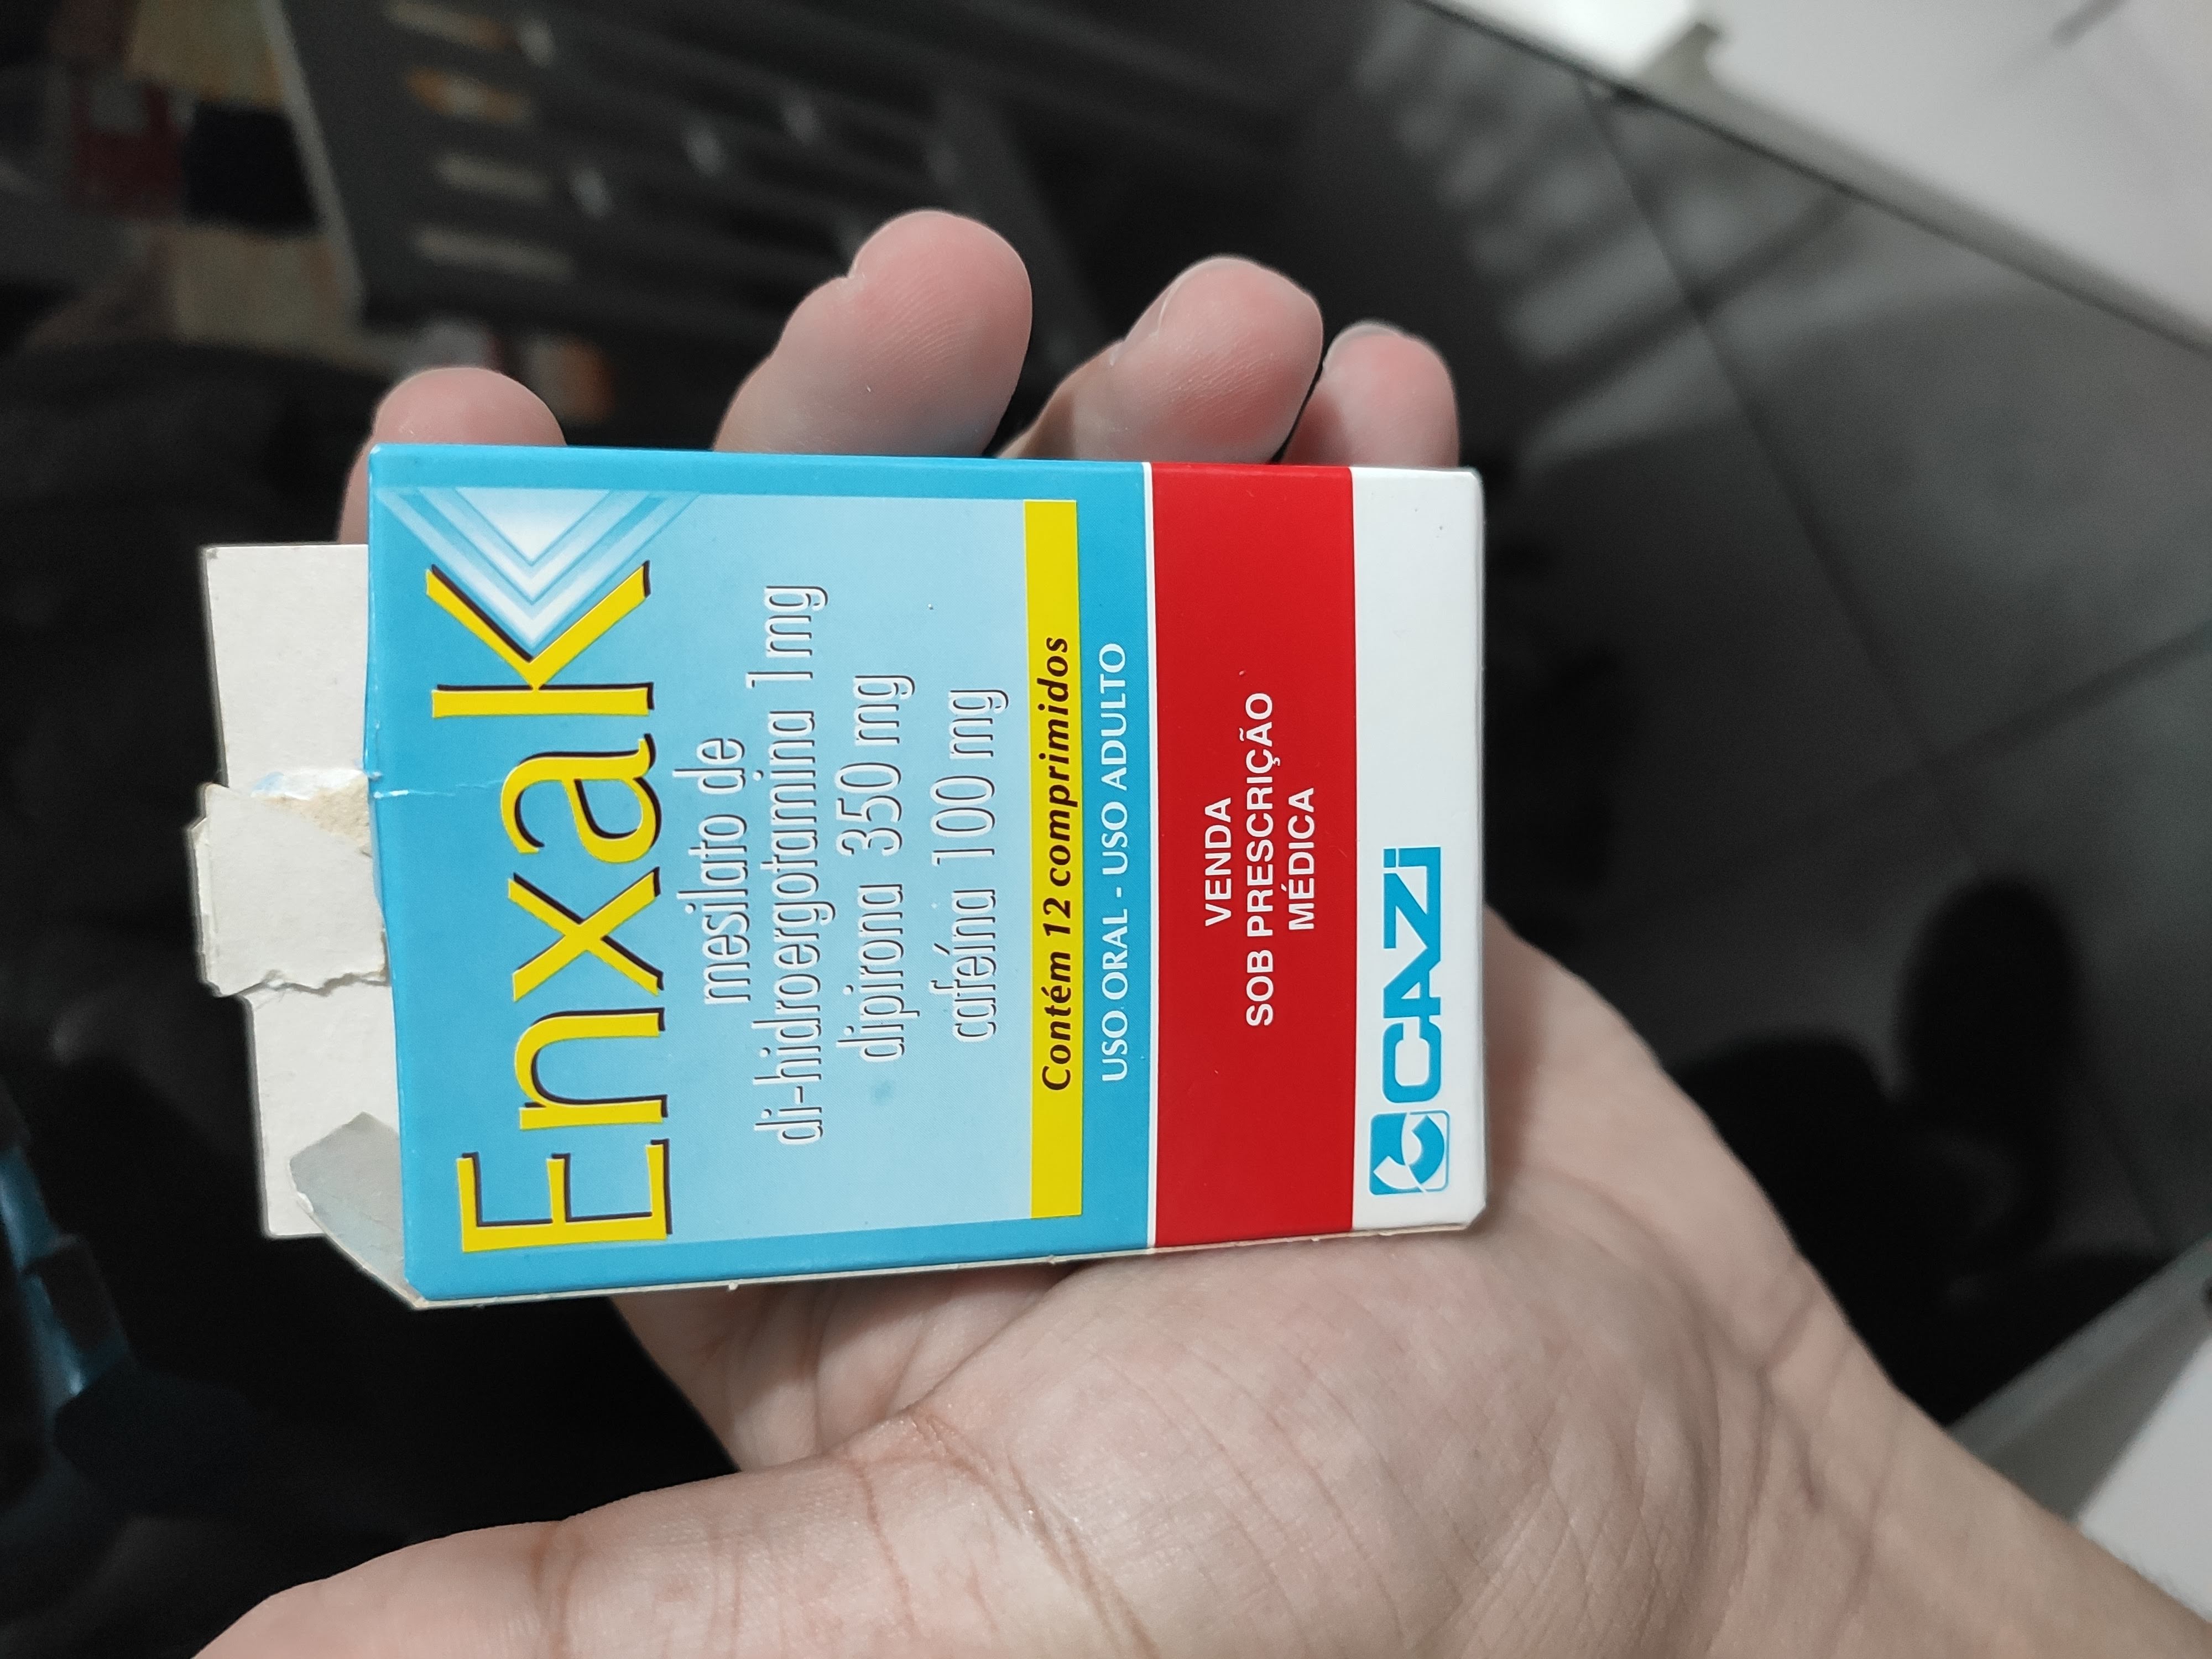 Enxak
mesilato de
di-hidroergotamina 1mg
dipirona 350 mg
cafeína 100 mg
Contém 12 comprimidos
USO ORAL - USO ADULTO
VENDA
SOB PRESCRIÇÃO
MÉDICA
CAZi